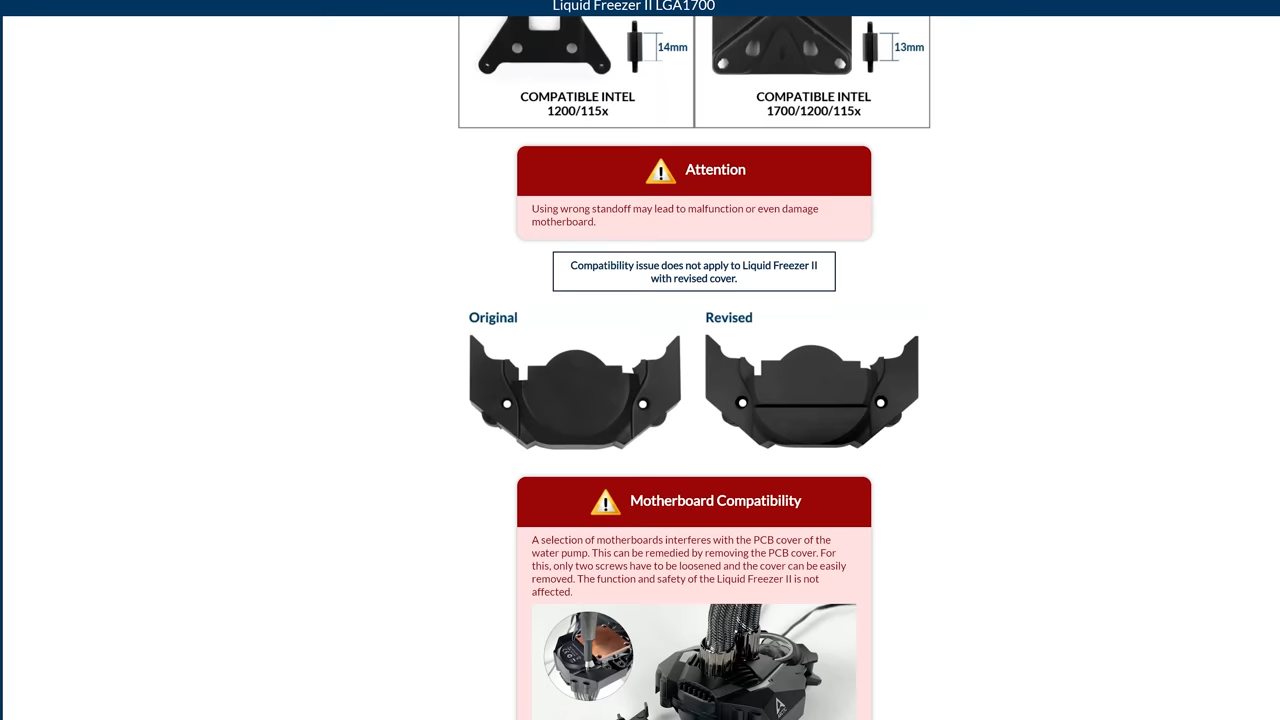 Liquid Freezer II LGA1700
14mm
13mm
COMPATIBLE INTEL
1200/115x
COMPATIBLE INTEL
1700/1200/115x
Attention
Using wrong standoff may lead to malfunction or even damage
motherboard.
Compatibility issue does not apply to Liquid Freezer II
with revised cover.
Original
Revised
Motherboard Compatibility
A selection of motherboards interferes with the PCB cover of the
water pump. This can be remedied by removing the PCB cover. For
this, only two screws have to be loosened and the cover can be easily
removed. The function and safety of the Liquid Freezer II is not
affected.